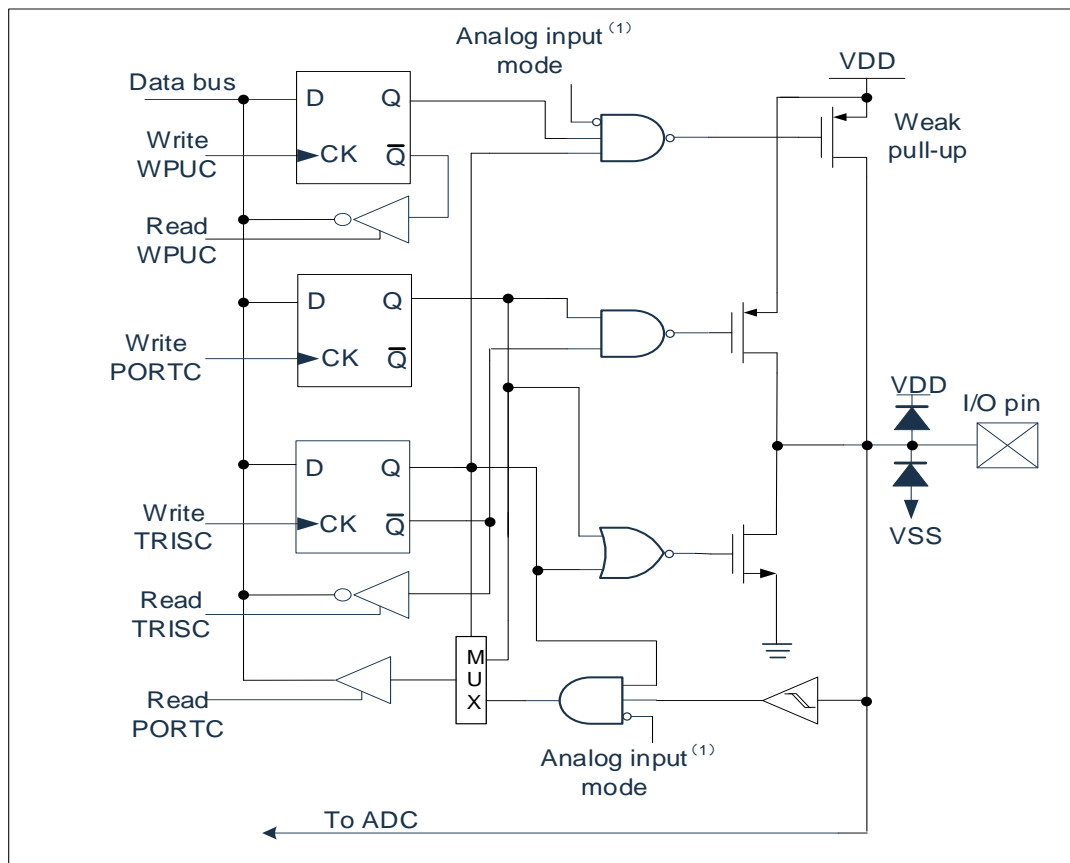 Analog input (1)
mode
VDD
Data bus
D
Q
Weak
pull-up
Write
WPUC
CK
Q̅
Read
WPUC
D
Q
Write
PORTC
CK
Q̅
VDD
I/O pin
D
Q
Write
TRISC
CK
Q̅
VSS
Read
TRISC
M
U
X
Read
PORTC
Analog input (1)
mode
To ADC